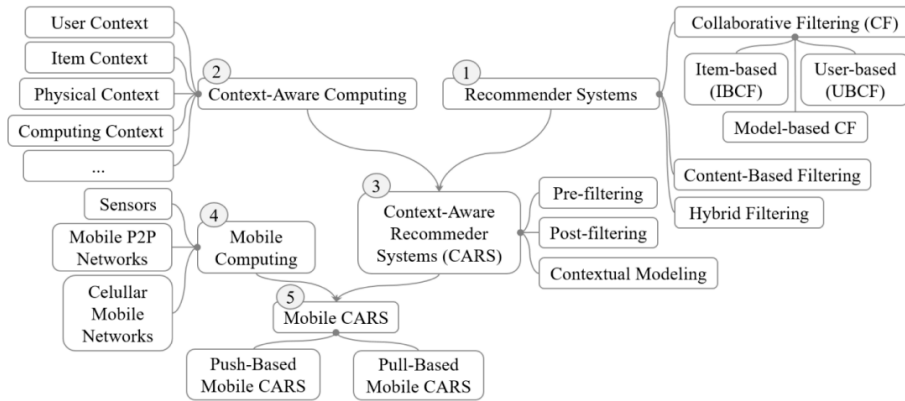 User Context
Item Context
Physical Context
Computing Context
...
2
Context-Aware Computing
1
Recommender Systems
Collaborative Filtering (CF)
Item-based
(IBCF)
User-based
(UBCF)
Model-based CF
Content-Based Filtering
Hybrid Filtering
3
Context-Aware
Recommeder
Systems (CARS)
Pre-filtering
Post-filtering
Contextual Modeling
Sensors
Mobile P2P
Networks
Celullar
Mobile
Networks
4
Mobile
Computing
5
Mobile CARS
Push-Based
Mobile CARS
Pull-Based
Mobile CARS